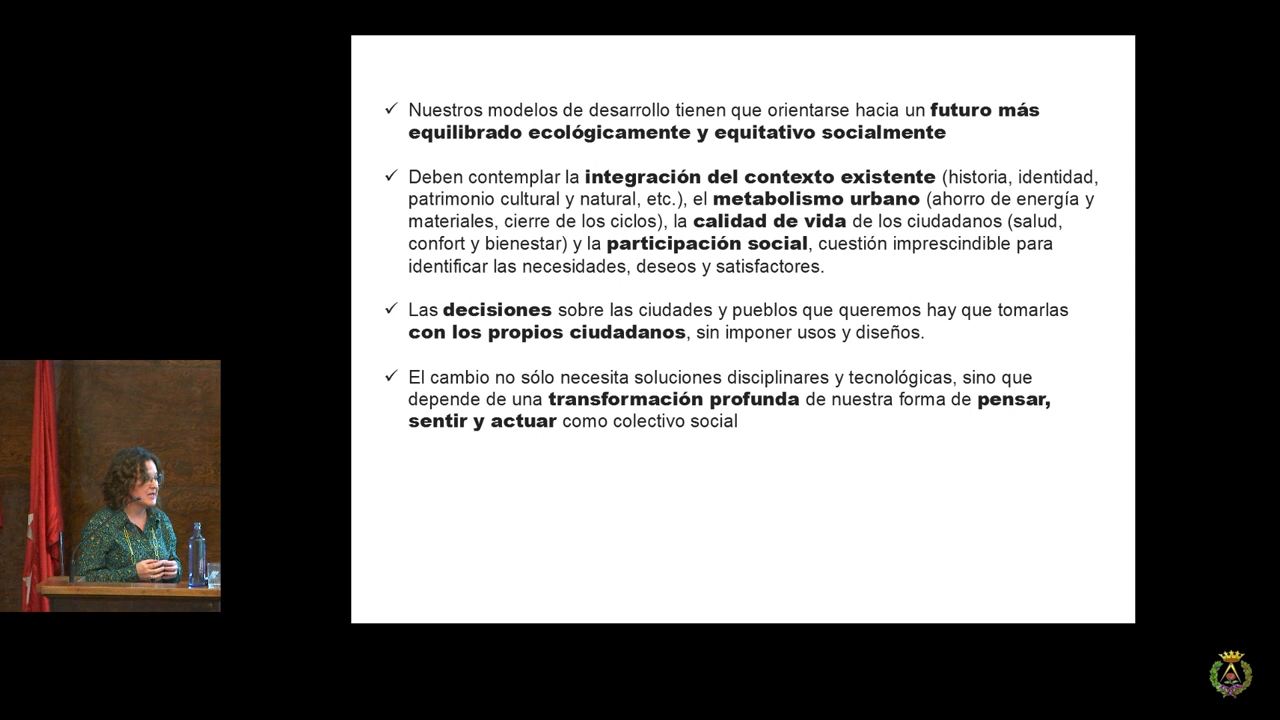 ✓ Nuestros modelos de desarrollo tienen que orientarse hacia un futuro más
equilibrado ecológicamente y equitativo socialmente
✓ Deben contemplar la integración del contexto existente (historia, identidad,
patrimonio cultural y natural, etc.), el metabolismo urbano (ahorro de energía y
materiales, cierre de los ciclos), la calidad de vida de los ciudadanos (salud,
confort y bienestar) y la participación social, cuestión imprescindible para
identificar las necesidades, deseos y satisfactores.
✓ Las decisiones sobre las ciudades y pueblos que queremos hay que tomarlas
con los propios ciudadanos, sin imponer usos y diseños.
✓ El cambio no sólo necesita soluciones disciplinares y tecnológicas, sino que
depende de una transformación profunda de nuestra forma de pensar,
sentir y actuar como colectivo social